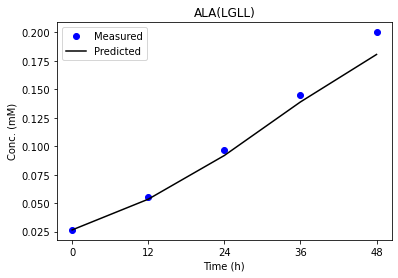 ALA(LGLL)
Measured
Predicted
0.200
0.175
0.150
0.125
0.100
0.075
0.050
0.025
Conc. (mM)
0 12 24 36 48
Time (h)